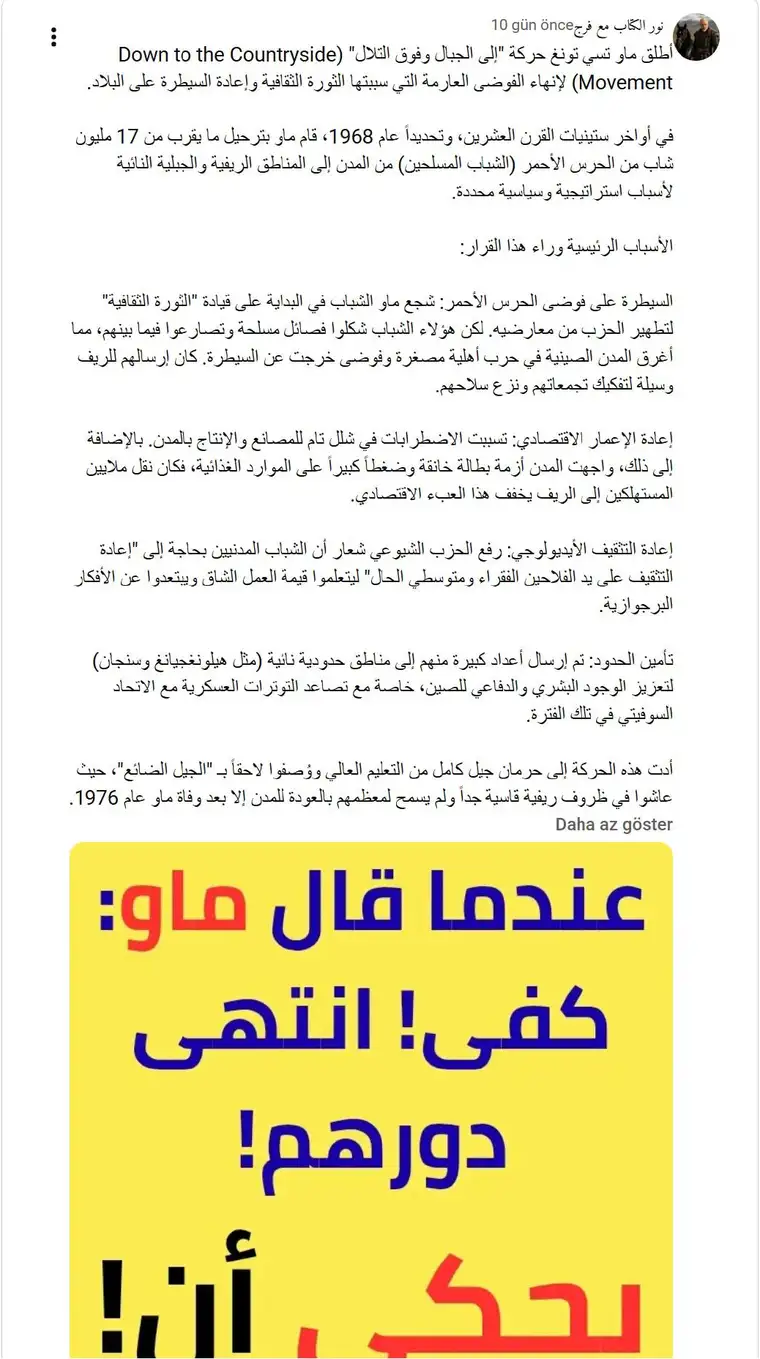 نور الكتاب مع فرج 10 gün önce
أطلق ماو تسي تونغ حركة "إلى الجبال وفوق التلال" (Down to the Countryside
Movement) لإنهاء الفوضى العارمة التي سببتها الثورة الثقافية وإعادة السيطرة على البلاد.
في أواخر ستينيات القرن العشرين، وتحديداً عام 1968، قام ماو بترحيل ما يقرب من 17 مليون
شاب من الحرس الأحمر (الشباب المسلحين) من المدن إلى المناطق الريفية والجبلية النائية
لأسباب استراتيجية وسياسية محددة.
الأسباب الرئيسية وراء هذا القرار:
السيطرة على فوضى الحرس الأحمر: شجع ماو الشباب في البداية على قيادة "الثورة الثقافية"
لتطهير الحزب من معارضيه. لكن هؤلاء الشباب شكلوا فصائل مسلحة وتصارعوا فيما بينهم، مما
أغرق المدن الصينية في حرب أهلية مصغرة وفوضى خرجت عن السيطرة. كان إرسالهم للريف
وسيلة لتفكيك تجمعاتهم ونزع سلاحهم.
إعادة الإعمار الاقتصادي: تسببت الاضطرابات في شلل تام للمصانع والإنتاج بالمدن. بالإضافة
إلى ذلك، واجهت المدن أزمة بطالة خانقة وضغطاً كبيراً على الموارد الغذائية، فكان نقل ملايين
المستهلكين إلى الريف يخفف هذا العبء الاقتصادي.
إعادة التثقيف الأيديولوجي: رفع الحزب الشيوعي شعار أن الشباب المدنيين بحاجة إلى "إعادة
التثقيف على يد الفلاحين الفقراء ومتوسطي الحال" ليتعلموا قيمة العمل الشاق ويبتعدوا عن الأفكار
البرجوازية.
تأمين الحدود: تم إرسال أعداد كبيرة منهم إلى مناطق حدودية نائية (مثل هيلونغجيانغ وسنجان)
لتعزيز الوجود البشري والدفاعي للصين، خاصة مع تصاعد التوترات العسكرية مع الاتحاد
السوفيتي في تلك الفترة.
أدت هذه الحركة إلى حرمان جيل كامل من التعليم العالي ووُصفوا لاحقاً بـ "الجيل الضائع"، حيث
عاشوا في ظروف ريفية قاسية جداً ولم يسمح لمعظمهم بالعودة للمدن إلا بعد وفاة ماو عام 1976.
Daha az göster
عندما قال ماو:
كفى! انتهى
دورهم!
يحكى أن!